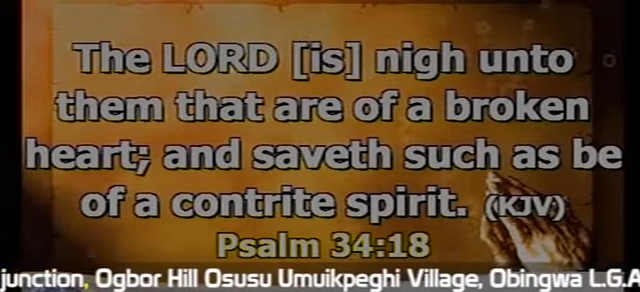 The LORD [is] nigh unto
them that are of a broken
heart; and saveth such as be
of a contrite spirit. (KJV)
Psalm 34:18
junction, Ogbor Hill Osusu Umuikpeghi Village, Obingwa L.G.A